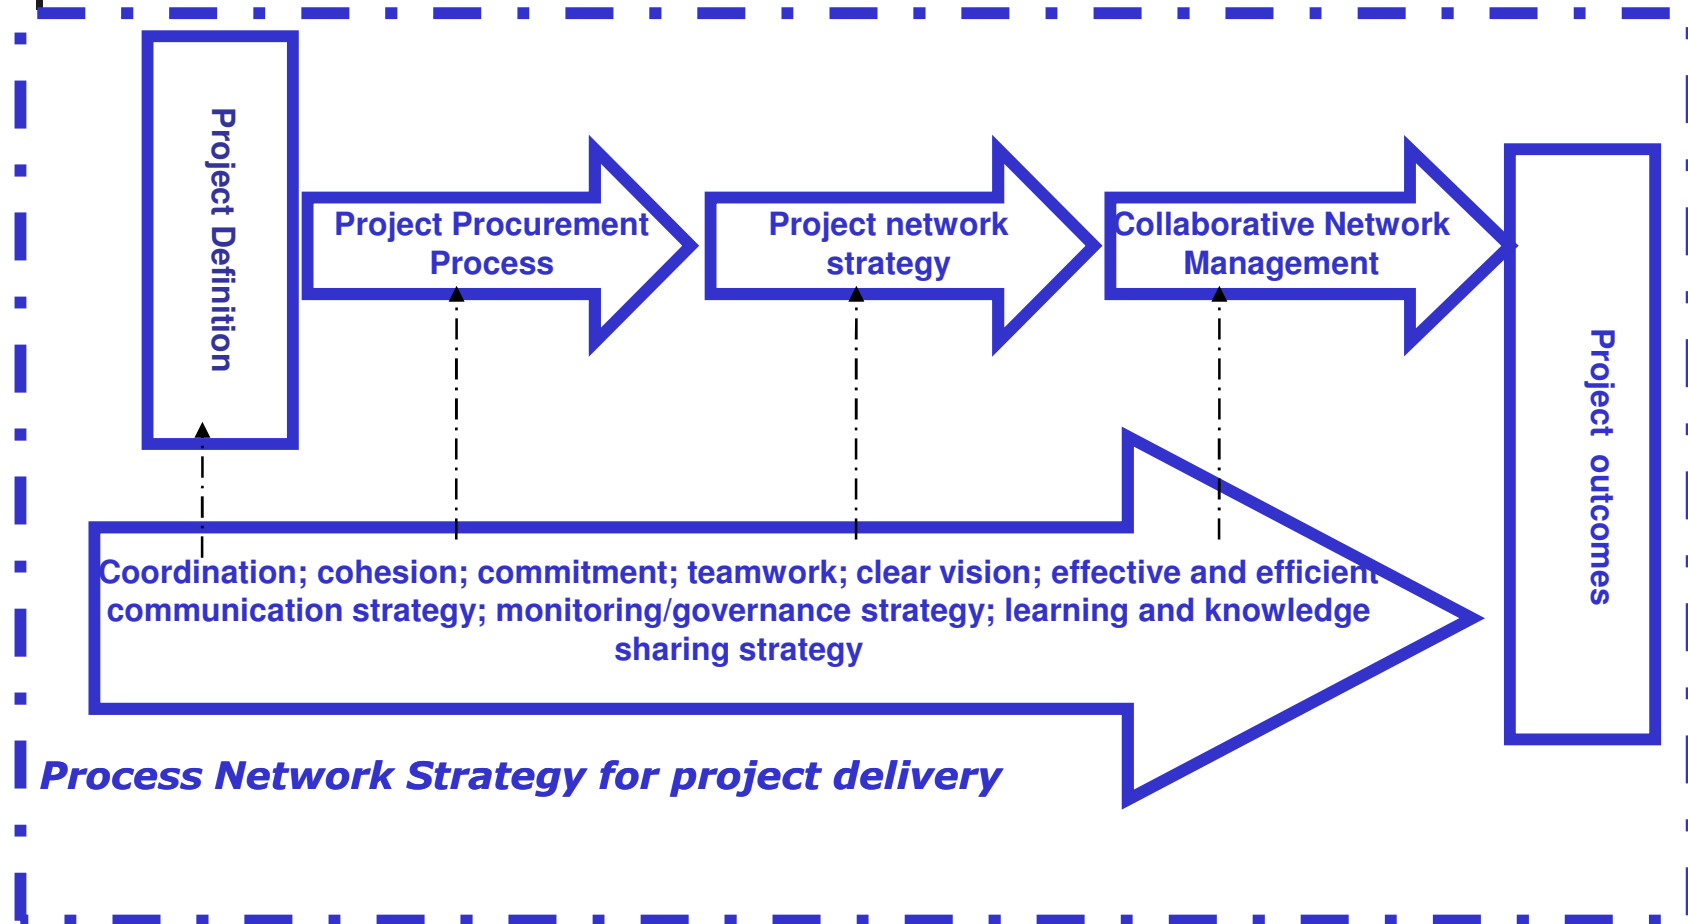 Project Definition
Project Procurement
Process
Project network
strategy
Collaborative Network
Management
Project outcomes
Coordination; cohesion; commitment; teamwork; clear vision; effective and efficient
communication strategy; monitoring/governance strategy; learning and knowledge
sharing strategy
Process Network Strategy for project delivery